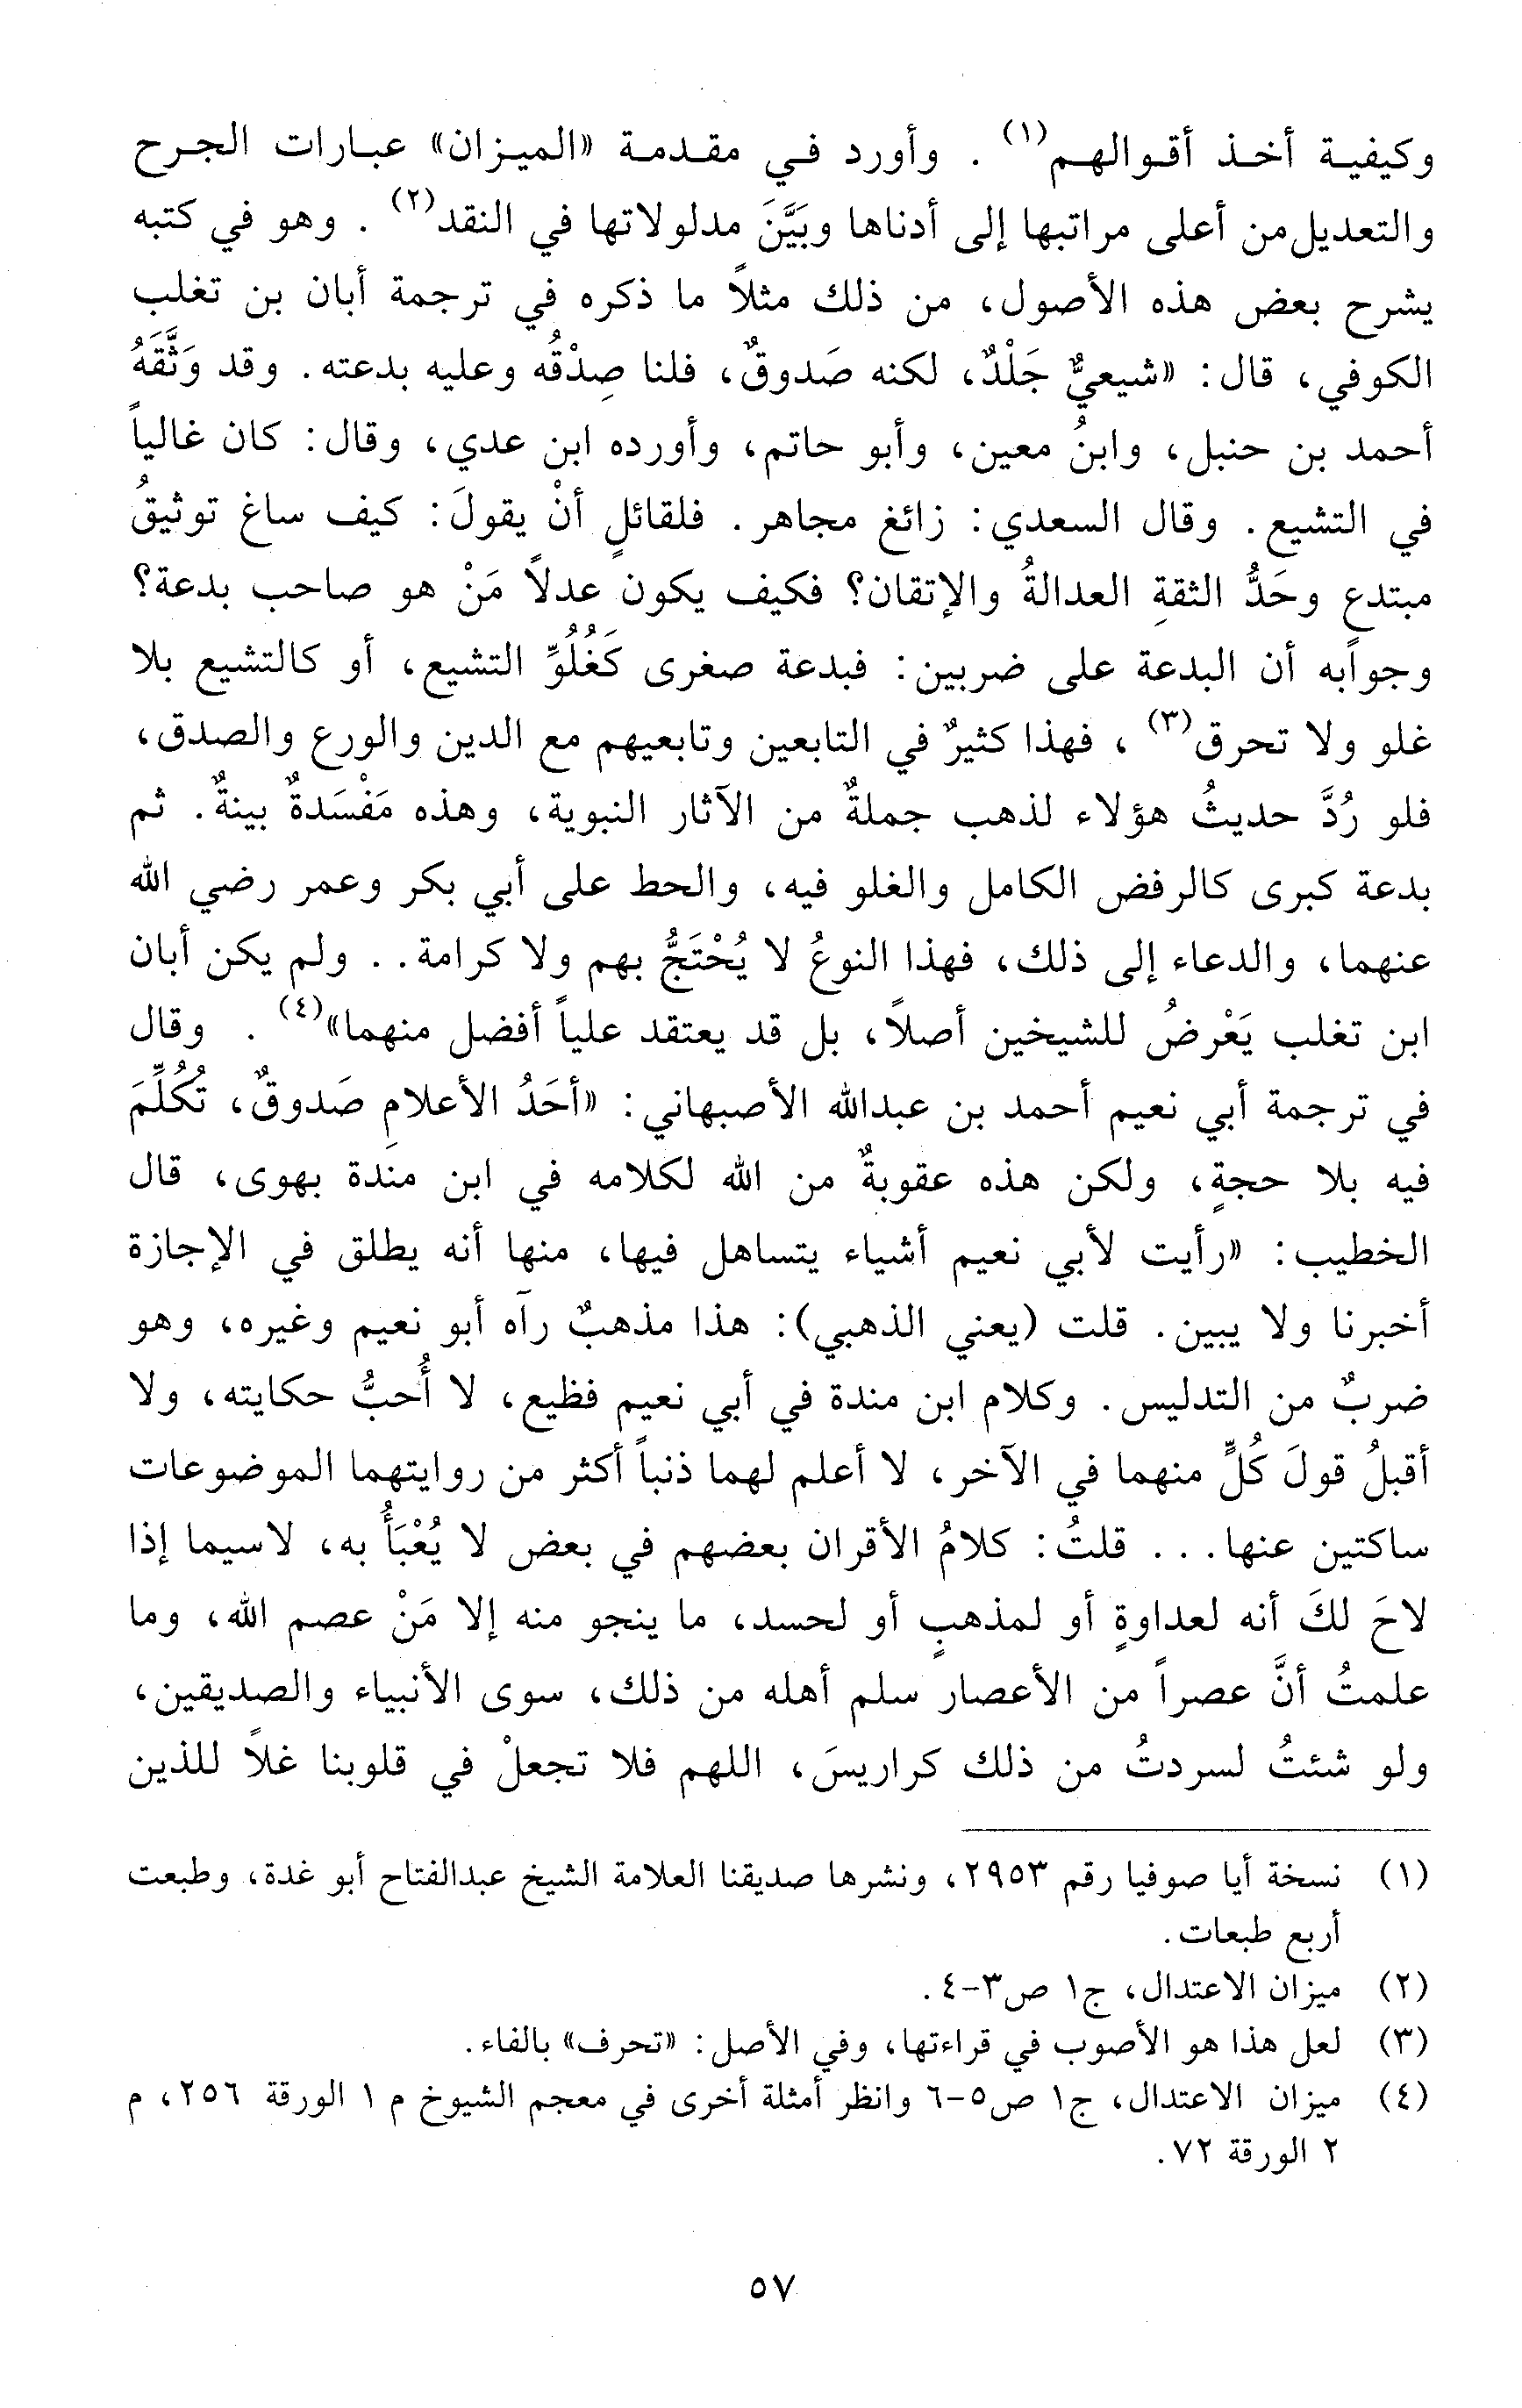 وكيفيـة أخـذ أقـوالهـم(١) . وأورد فـي مقـدمـة «الميـزان» عبـارات الجـرح
والتعديل من أعلى مراتبها إلى أدناها وبَيَّنَ مدلولاتها في النقد(٢) . وهو في كتبه
يشرح بعض هذه الأصول، من ذلك مثلاً ما ذكره في ترجمة أبان بن تغلب
الكوفي، قال: «شيعيٌّ جَلْدٌ، لكنه صَدوقٌ، فلنا صِدْقُه وعليه بدعته. وقد وَثَّقَهُ
أحمد بن حنبل، وابنُ معين، وأبو حاتم، وأورده ابن عدي، وقال: كان غالياً
في التشيع. وقال السعدي: زائغ مجاهر. فلقائلٍ أنْ يقولَ: كيف ساغ توثيقُ
مبتدع وحَدُّ الثقةِ العدالةُ والإتقان؟ فكيف يكون عدلاً مَنْ هو صاحب بدعة؟
وجوابه أن البدعة على ضربين: فبدعة صغرى كَغُلُوِّ التشيع، أو كالتشيع بلا
غلو ولا تحرق(٣) ، فهذا كثيرٌ في التابعين وتابعيهم مع الدين والورع والصدق،
فلو رُدَّ حديثُ هؤلاء لذهب جملةٌ من الآثار النبوية، وهذه مَفْسَدةٌ بينةٌ. ثم
بدعة كبرى كالرفض الكامل والغلو فيه، والحط على أبي بكر وعمر رضي الله
عنهما، والدعاء إلى ذلك، فهذا النوعُ لا يُحْتَجُّ بهم ولا كرامة.. ولم يكن أبان
ابن تغلب يَعْرضُ للشيخين أصلاً، بل قد يعتقد علياً أفضل منهما»(٤) . وقال
في ترجمة أبي نعيم أحمد بن عبدالله الأصبهاني: «أحَدُ الأعلامِ صَدوقٌ، تُكُلِّمَ
فيه بلا حجةٍ، ولكن هذه عقوبةٌ من الله لكلامه في ابن مندة بهوى، قال
الخطيب: «رأيت لأبي نعيم أشياء يتساهل فيها، منها أنه يطلق في الإجازة
أخبرنا ولا يبين. قلت (يعني الذهبي): هذا مذهبٌ رآه أبو نعيم وغيره، وهو
ضربٌ من التدليس. وكلام ابن مندة في أبي نعيم فظيع، لا أُحبُّ حكايته، ولا
أقبلُ قولَ كُلٍّ منهما في الآخر، لا أعلم لهما ذنباً أكثر من روايتهما الموضوعات
ساكتين عنها... قلتُ: كلامُ الأقران بعضهم في بعض لا يُعْبَأُ به، لاسيما إذا
لاحَ لكَ أنه لعداوةٍ أو لمذهبٍ أو لحسد، ما ينجو منه إلا مَنْ عصم الله، وما
علمتُ أنَّ عصراً من الأعصار سلم أهله من ذلك، سوى الأنبياء والصديقين،
ولو شئتُ لسردتُ من ذلك كراريسَ، اللهم فلا تجعلْ في قلوبنا غلاً للذين
(١) نسخة أيا صوفيا رقم ٢٩٥٣، ونشرها صديقنا العلامة الشيخ عبدالفتاح أبو غدة، وطبعت
أربع طبعات.
(٢) ميزان الاعتدال، ج١ ص٣-٤.
(٣) لعل هذا هو الأصوب في قراءتها، وفي الأصل: «تحرف» بالفاء.
(٤) ميزان الاعتدال، ج١ ص٥-٦ وانظر أمثلة أخرى في معجم الشيوخ م ١ الورقة ٢٥٦، م
٢ الورقة ٧٢.
٥٧